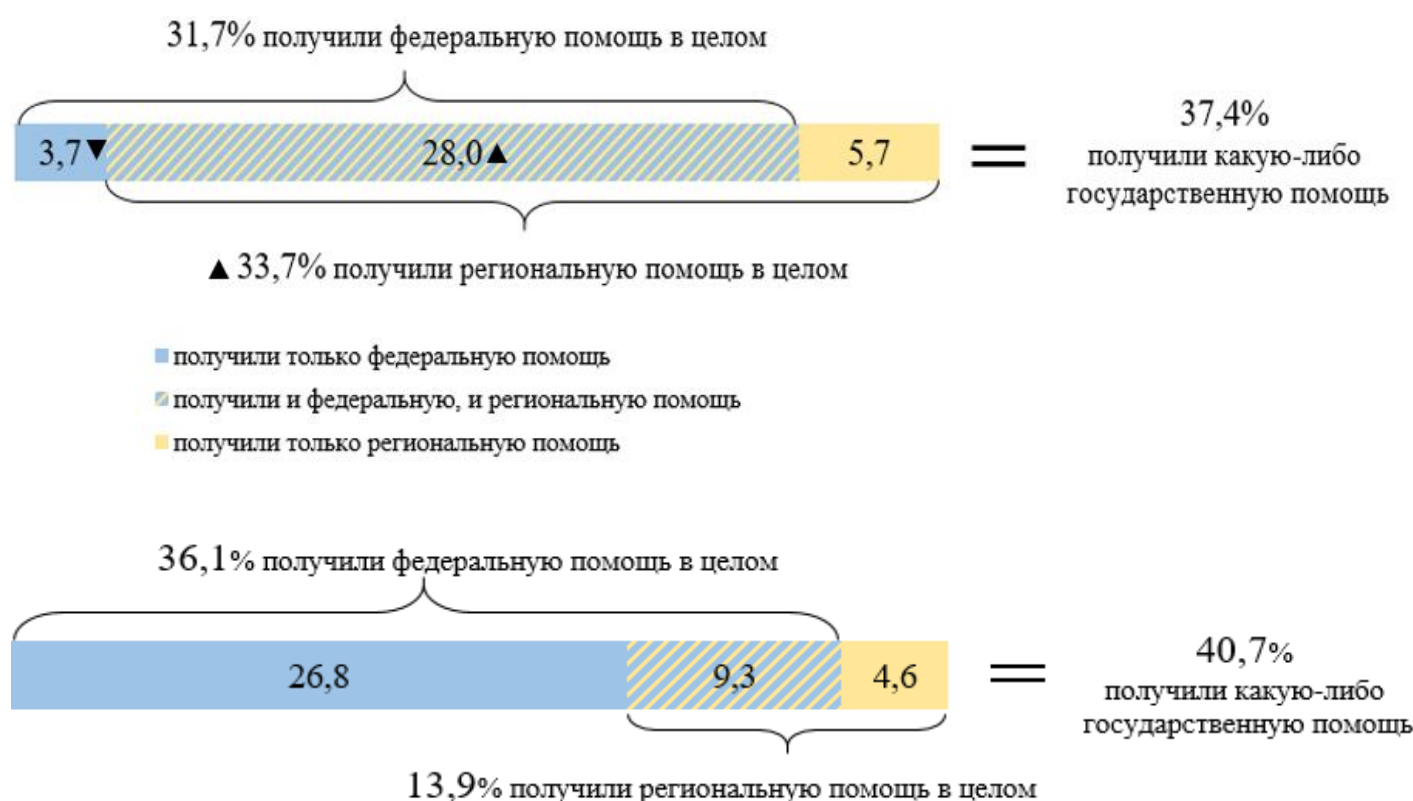 31,7% получили федеральную помощь в целом
3,7▼ 28,0▲ 5,7
=
37,4%
получили какую-либо
государственную помощь
▲ 33,7% получили региональную помощь в целом
получили только федеральную помощь
получили и федеральную, и региональную помощь
получили только региональную помощь
36,1% получили федеральную помощь в целом
26,8 9,3 4,6
=
40,7%
получили какую-либо
государственную помощь
13,9% получили региональную помощь в целом